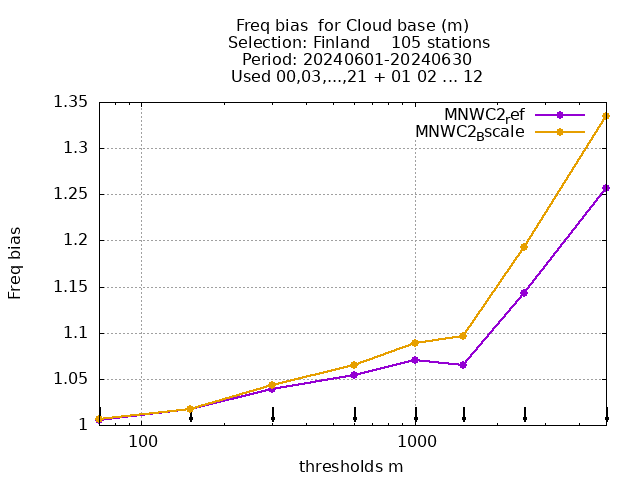 Freq bias  for Cloud base (m)
Selection: Finland    105 stations
Period: 20240601-20240630
Used 00,03,...,21 + 01 02 ... 12
MNWC2ref
MNWC2Bscale
1.35
1.3
1.25
1.2
1.15
1.1
1.05
1
Freq bias
100
1000
thresholds m